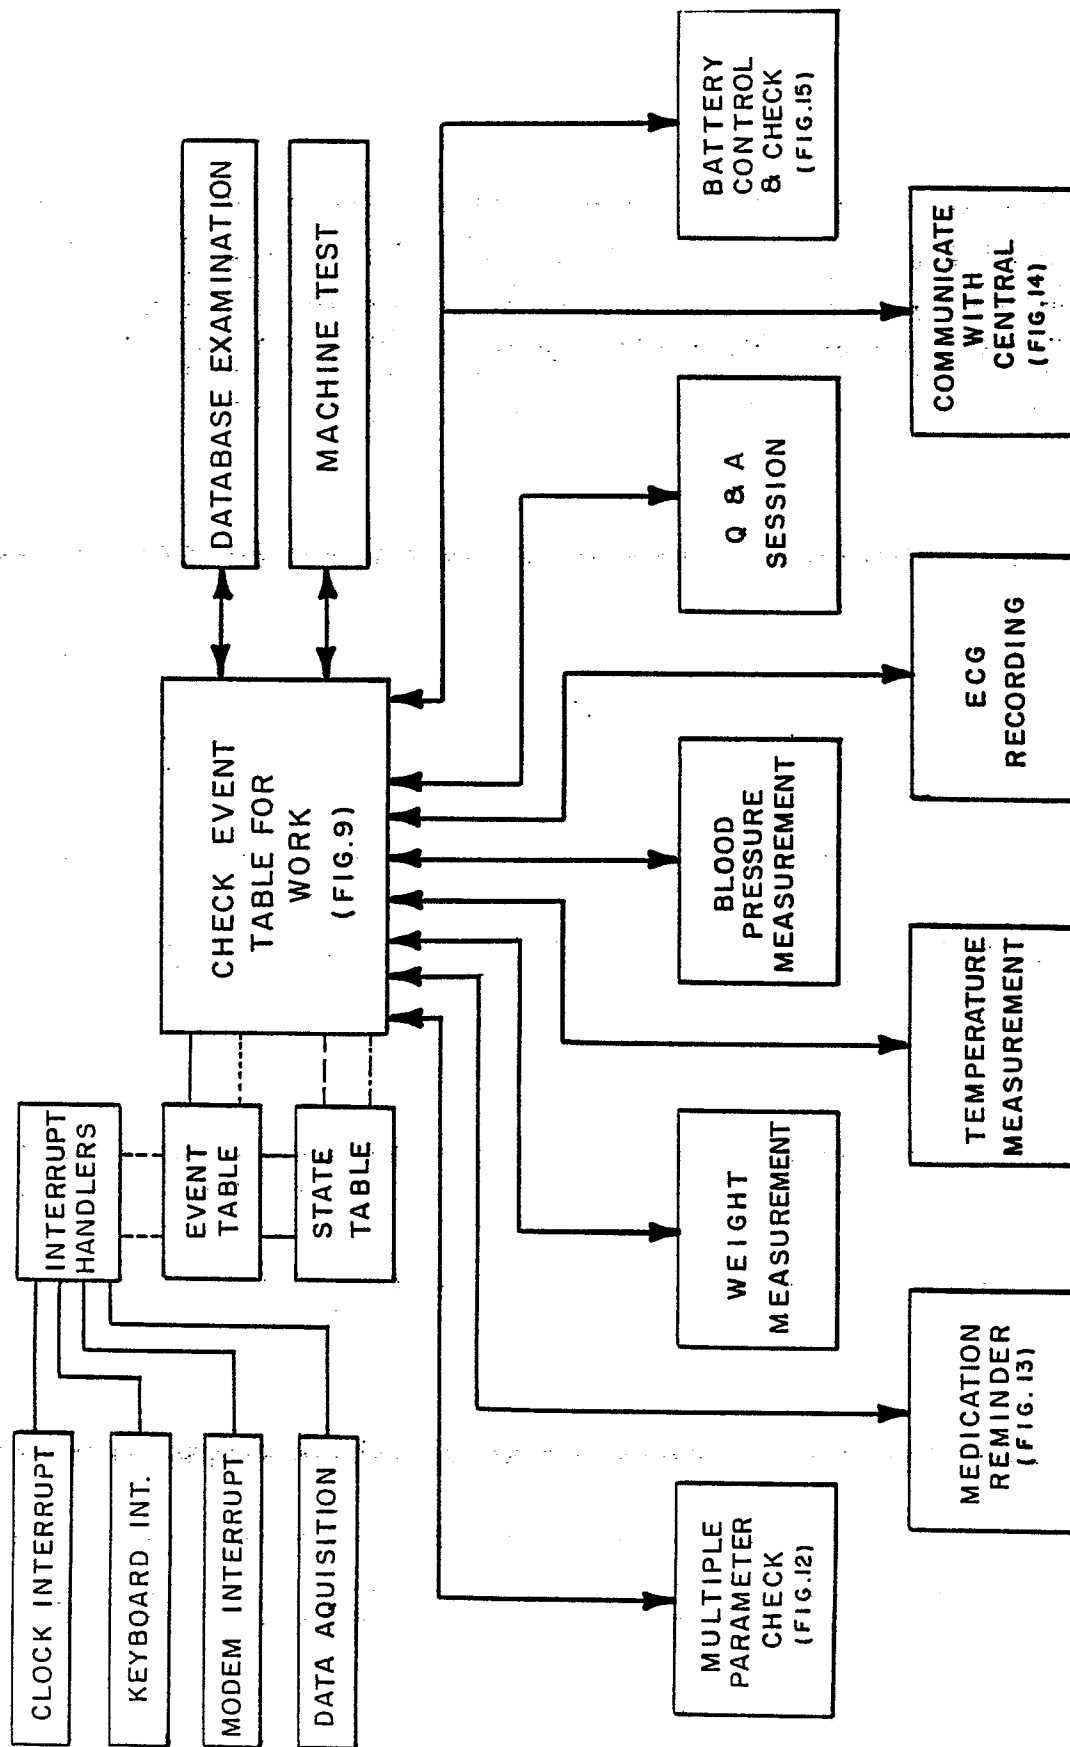 CLOCK INTERRUPT
KEYBOARD INT.
MODEM INTERRUPT
DATA AQUISITION
INTERRUPT
HANDLERS
EVENT
TABLE
STATE
TABLE
CHECK EVENT
TABLE FOR
WORK
(FIG.9)
DATABASE EXAMINATION
MACHINE TEST
MULTIPLE
PARAMETER
CHECK
(FIG.12)
WEIGHT
MEASUREMENT
BLOOD
PRESSURE
MEASUREMENT
Q & A
SESSION
BATTERY
CONTROL
& CHECK
(FIG.15)
MEDICATION
REMINDER
(FIG. 13)
TEMPERATURE
MEASUREMENT
ECG
RECORDING
COMMUNICATE
WITH
CENTRAL
(FIG.14)